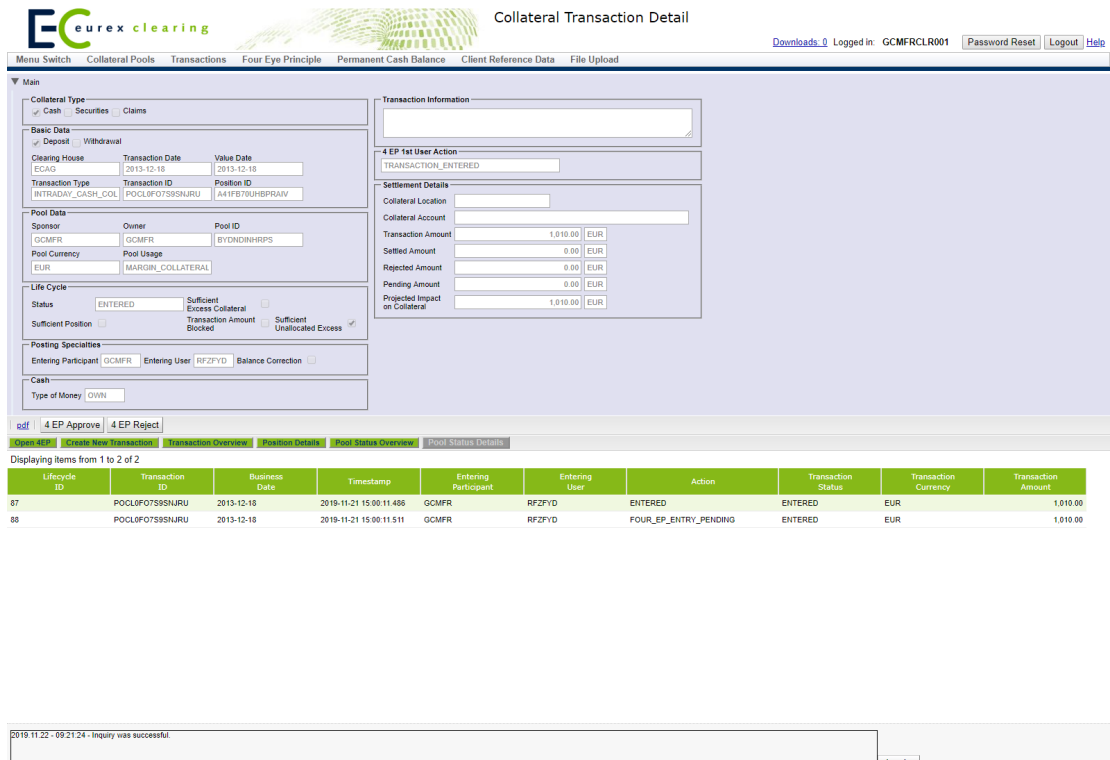 eurex clearing
Collateral Transaction Detail
Downloads: 0 Logged in: GCMFRCLR001 Password Reset Logout Help
Menu Switch Collateral Pools Transactions Four Eye Principle Permanent Cash Balance Client Reference Data File Upload
Main
Collateral Type
Cash Securities Claims
Basic Data
Deposit Withdrawal
Clearing House Transaction Date Value Date
ECAG 2013-12-18 2013-12-18
Transaction Type Transaction ID Position ID
INTRADAY_CASH_COL POCL0FO7S9SNJRU A41FB70UHBPRAIV
Pool Data
Sponsor Owner Pool ID
GCMFR GCMFR BYDNDINHRPS
Pool Currency Pool Usage
EUR MARGIN_COLLATERAL
Life Cycle
Status ENTERED Sufficient Excess Collateral
Sufficient Position Transaction Amount Blocked Sufficient Unallocated Excess
Posting Specialties
Entering Participant GCMFR Entering User RFZFYD Balance Correction
Cash
Type of Money OWN
Transaction Information
4 EP 1st User Action
TRANSACTION_ENTERED
Settlement Details
Collateral Location
Collateral Account
Transaction Amount 1,010.00 EUR
Settled Amount 0.00 EUR
Rejected Amount 0.00 EUR
Pending Amount 0.00 EUR
Projected Impact on Collateral 1,010.00 EUR
pdf 4 EP Approve 4 EP Reject
Open 4EP Create New Transaction Transaction Overview Position Details Pool Status Overview Pool Status Details
Displaying items from 1 to 2 of 2
Lifecycle ID Transaction ID Business Date Timestamp Entering Participant Entering User Action Transaction Status Transaction Currency Transaction Amount
87 POCL0FO7S9SNJRU 2013-12-18 2019-11-21 15:00:11.486 GCMFR RFZFYD ENTERED ENTERED EUR 1,010.00
88 POCL0FO7S9SNJRU 2013-12-18 2019-11-21 15:00:11.511 GCMFR RFZFYD FOUR_EP_ENTRY_PENDING ENTERED EUR 1,010.00
2019.11.22 - 09:21:24 - Inquiry was successful.